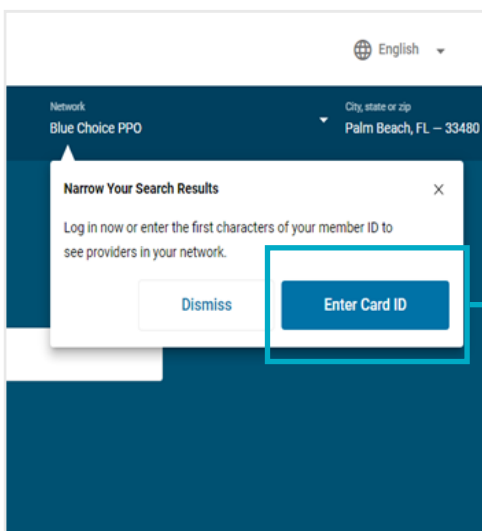 English
Network
City, state or zip
Blue Choice PPO
Palm Beach, FL – 33480
Narrow Your Search Results
Log in now or enter the first characters of your member ID to
see providers in your network.
Dismiss
Enter Card ID